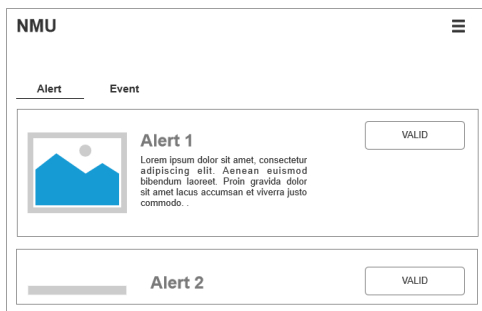 NMU
Alert Event
Alert 1
VALID
Lorem ipsum dolor sit amet, consectetur
adipiscing elit. Aenean euismod
bibendum laoreet. Proin gravida dolor
sit amet lacus accumsan et viverra justo
commodo. .
Alert 2
VALID